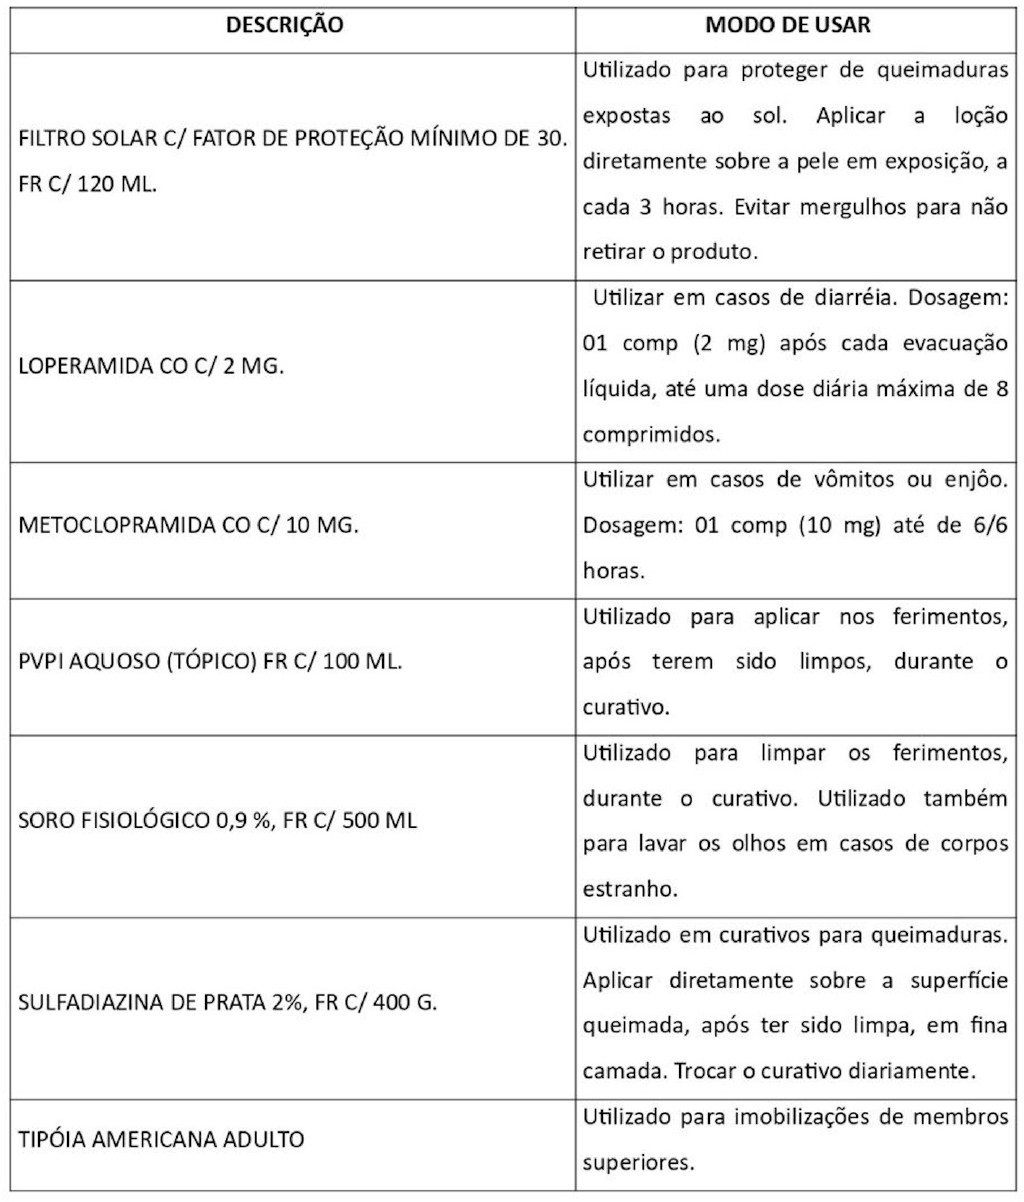 DESCRIÇÃO
MODO DE USAR
FILTRO SOLAR C/ FATOR DE PROTEÇÃO MÍNIMO DE 30.
FR C/ 120 ML.
Utilizado para proteger de queimaduras
expostas ao sol. Aplicar a loção
diretamente sobre a pele em exposição, a
cada 3 horas. Evitar mergulhos para não
retirar o produto.
LOPERAMIDA CO C/ 2 MG.
Utilizar em casos de diarréia. Dosagem:
01 comp (2 mg) após cada evacuação
líquida, até uma dose diária máxima de 8
comprimidos.
METOCLOPRAMIDA CO C/ 10 MG.
Utilizar em casos de vômitos ou enjôo.
Dosagem: 01 comp (10 mg) até de 6/6
horas.
PVPI AQUOSO (TÓPICO) FR C/ 100 ML.
Utilizado para aplicar nos ferimentos,
após terem sido limpos, durante o
curativo.
SORO FISIOLÓGICO 0,9 %, FR C/ 500 ML
Utilizado para limpar os ferimentos,
durante o curativo. Utilizado também
para lavar os olhos em casos de corpos
estranho.
SULFADIAZINA DE PRATA 2%, FR C/ 400 G.
Utilizado em curativos para queimaduras.
Aplicar diretamente sobre a superfície
queimada, após ter sido limpa, em fina
camada. Trocar o curativo diariamente.
TIPÓIA AMERICANA ADULTO
Utilizado para imobilizações de membros
superiores.